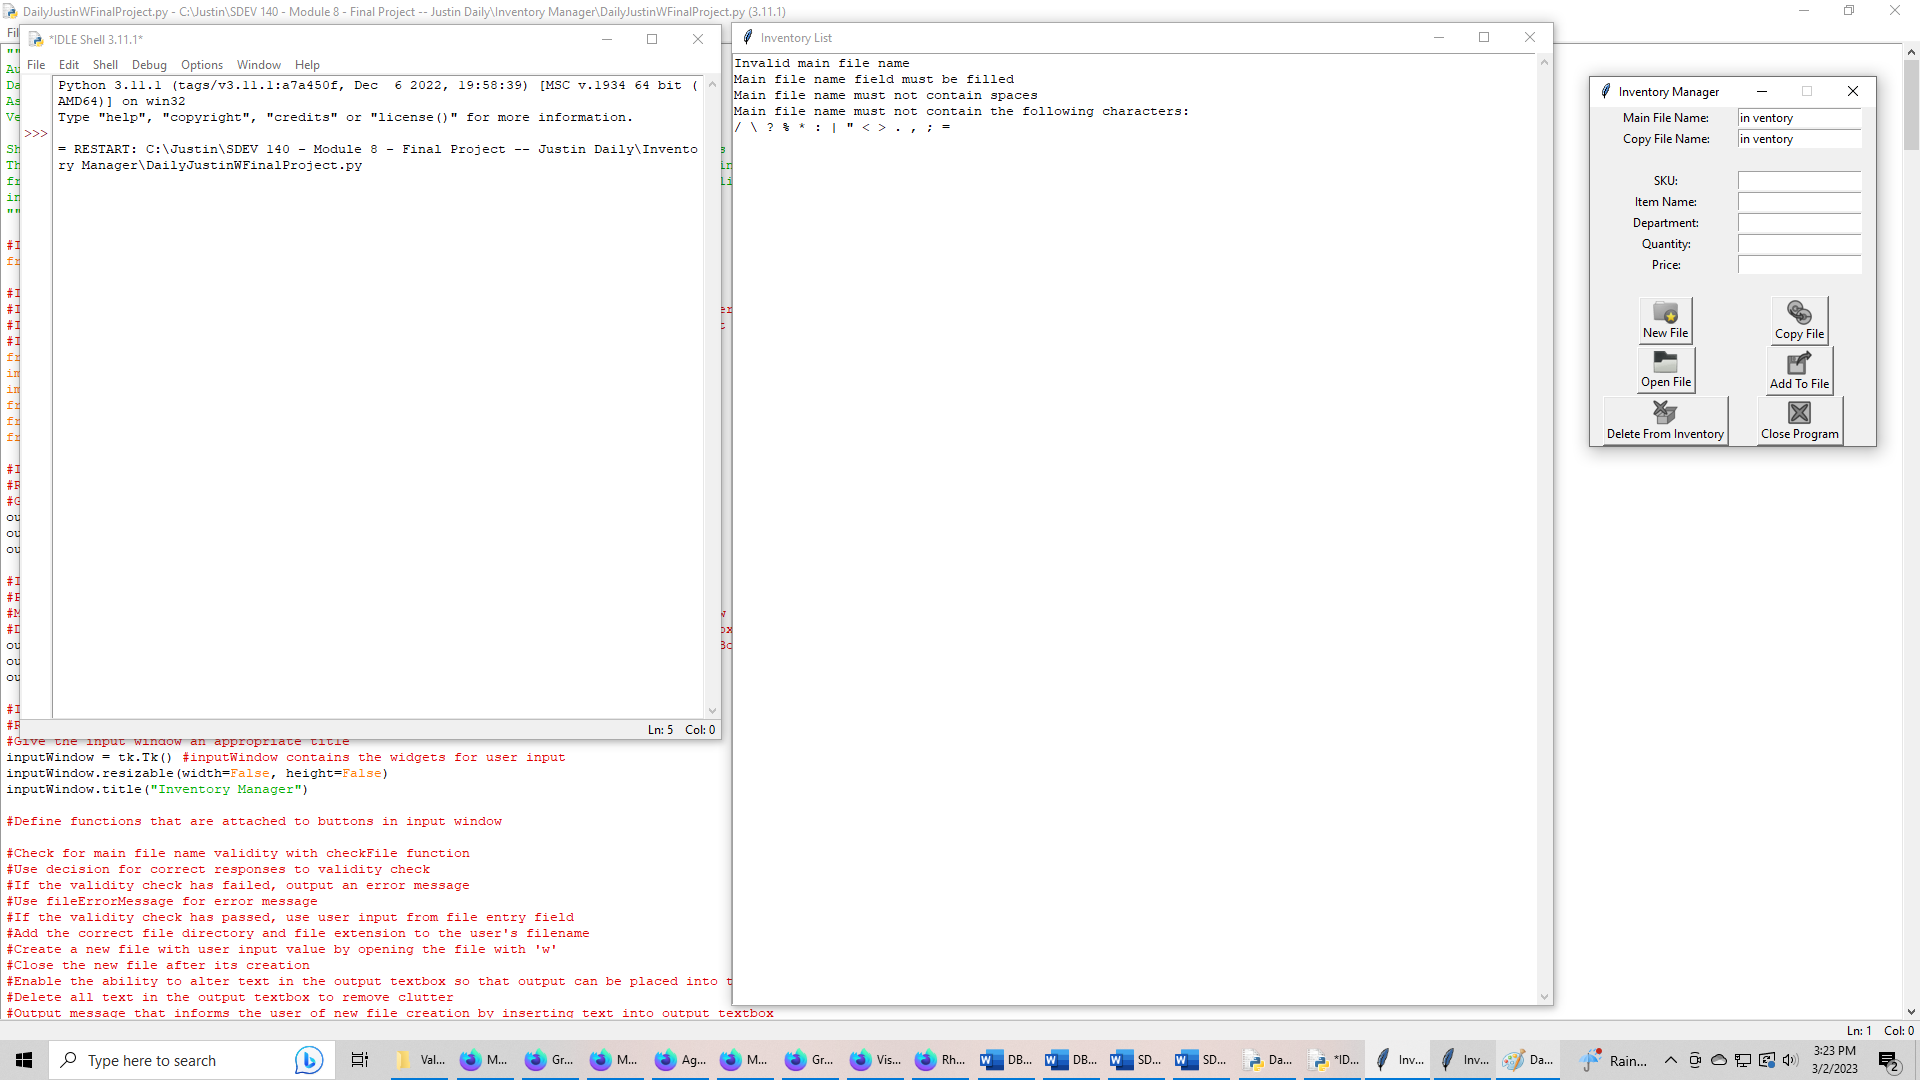 DailyJustinWFinalProject.py - C:\Justin\SDEV 140 - Module 8 - Final Project -- Justin Daily\Inventory Manager\DailyJustinWFinalProject.py (3.11.1)
*IDLE Shell 3.11.1*
File Edit Shell Debug Options Window Help
Python 3.11.1 (tags/v3.11.1:a7a450f, Dec  6 2022, 19:58:39) [MSC v.1934 64 bit (
AMD64)] on win32
Type "help", "copyright", "credits" or "license()" for more information.
>>>
= RESTART: C:\Justin\SDEV 140 - Module 8 - Final Project -- Justin Daily\Invento
ry Manager\DailyJustinWFinalProject.py
Ln: 5 Col: 0
Inventory List
Invalid main file name
Main file name field must be filled
Main file name must not contain spaces
Main file name must not contain the following characters:
/ \ ? % * : | " < > . , ; =
Inventory Manager
Main File Name: in ventory
Copy File Name: in ventory
SKU:
Item Name:
Department:
Quantity:
Price:
New File Copy File
Open File Add To File
Delete From Inventory Close Program
#Give the input window an appropriate title
inputWindow = tk.Tk() #inputWindow contains the widgets for user input
inputWindow.resizable(width=False, height=False)
inputWindow.title("Inventory Manager")
#Define functions that are attached to buttons in input window
#Check for main file name validity with checkFile function
#Use decision for correct responses to validity check
#If the validity check has failed, output an error message
#Use fileErrorMessage for error message
#If the validity check has passed, use user input from file entry field
#Add the correct file directory and file extension to the user's filename
#Create a new file with user input value by opening the file with 'w'
#Close the new file after its creation
#Enable the ability to alter text in the output textbox so that output can be placed into t
#Delete all text in the output textbox to remove clutter
#Output message that informs the user of new file creation by inserting text into output textbox
Ln: 1 Col: 0
Type here to search
Val... M... Gr... M... Ag... M... Gr... Vis... Rh... DB... DB... SD... SD... Da... *ID... Inv... Inv... Da... Rain...
3:23 PM
3/2/2023
2